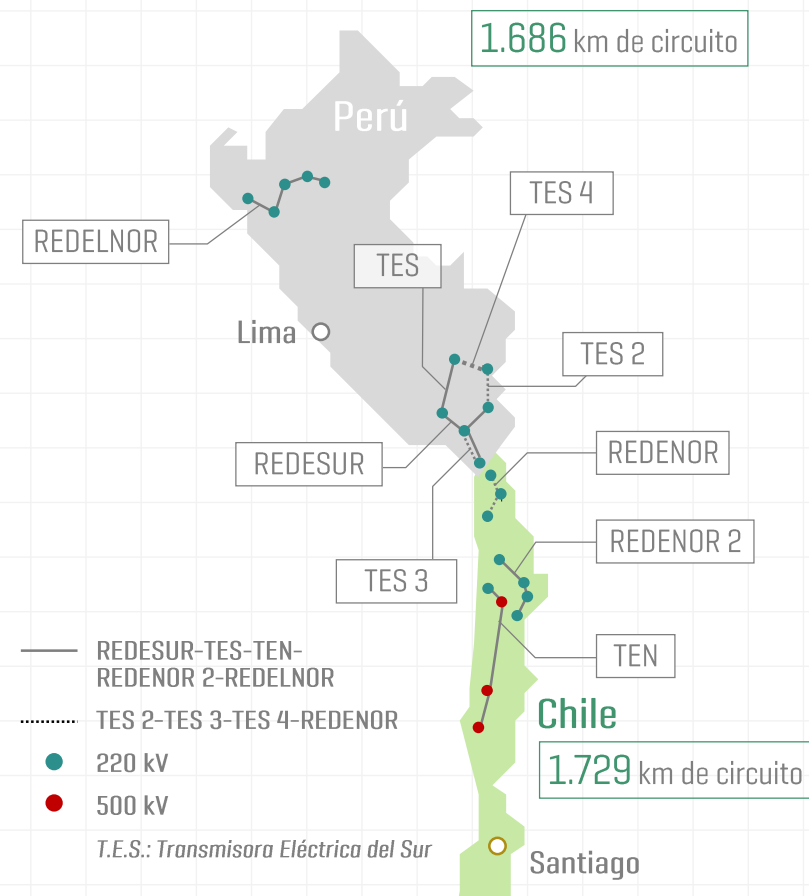 1.686 km de circuito
Perú
TES 4
REDELNOR
TES
Lima
TES 2
REDESUR
REDENOR
REDENOR 2
TES 3
TEN
REDESUR-TES-TEN-
REDENOR 2-REDELNOR
TES 2-TES 3-TES 4-REDENOR
220 kV
500 kV
T.E.S.: Transmisora Eléctrica del Sur
Chile
1.729 km de circuito
Santiago